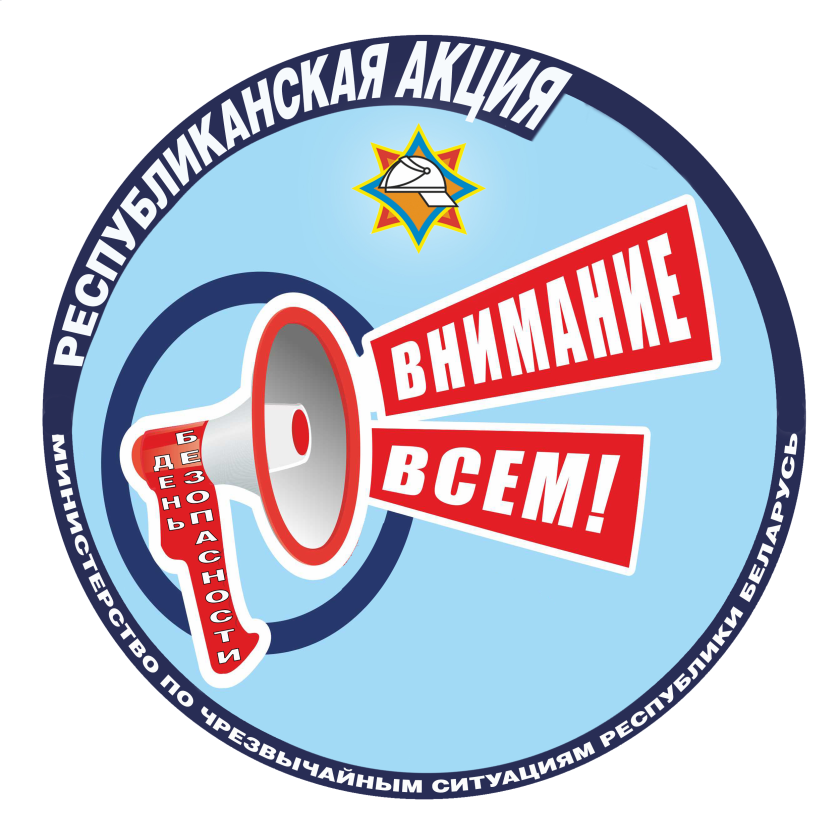 РЕСПУБЛИКАНСКАЯ АКЦИЯ
ВНИМАНИЕ
ВСЕМ!
ДЕНЬ
БЕЗОПАСНОСТИ
МИНИСТЕРСТВО ПО ЧРЕЗВЫЧАЙНЫМ СИТУАЦИЯМ РЕСПУБЛИКИ БЕЛАРУСЬ